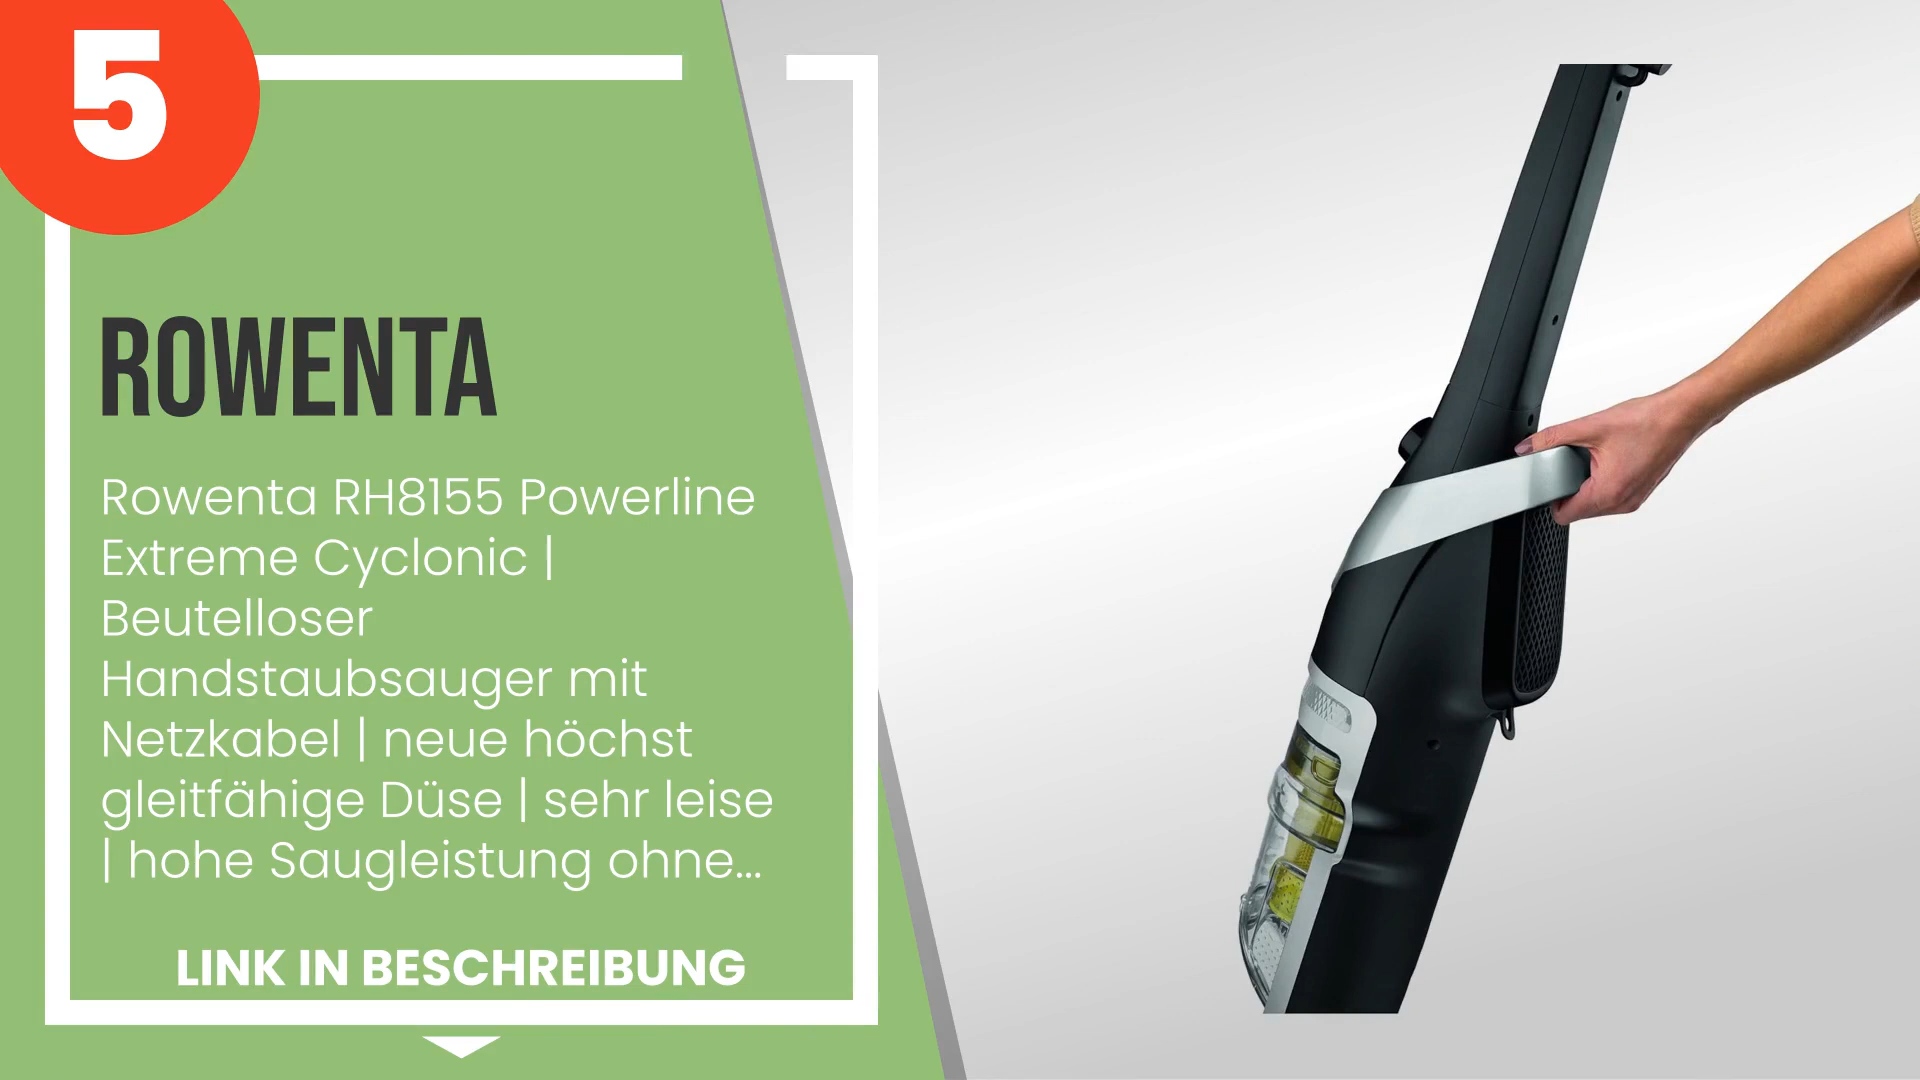 5
ROWENTA
Rowenta RH8155 Powerline
Extreme Cyclonic |
Beutelloser
Handstaubsauger mit
Netzkabel | neue höchst
gleitfähige Düse | sehr leise
| hohe Saugleistung ohne...
LINK IN BESCHREIBUNG